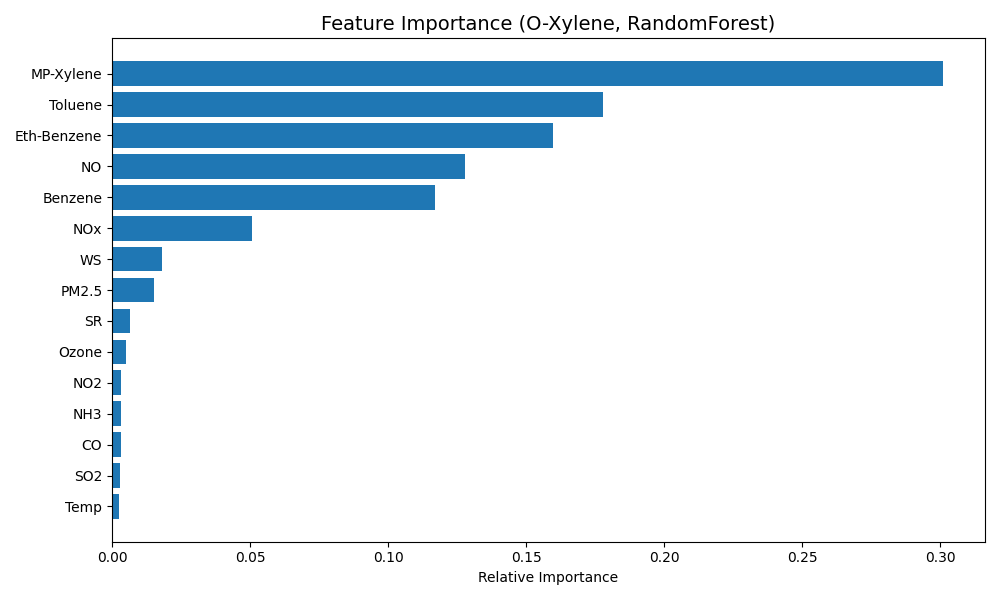 Feature Importance (O-Xylene, RandomForest)
MP-Xylene
Toluene
Eth-Benzene
NO
Benzene
NOx
WS
PM2.5
SR
Ozone
NO2
NH3
CO
SO2
Temp
0.00 0.05 0.10 0.15 0.20 0.25 0.30
Relative Importance